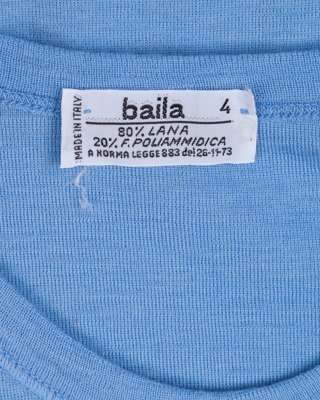 MADE IN ITALY
baila 4
80% LANA
20% F. POLIAMMIDICA
A NORMA LEGGE 883 del 26-11-73